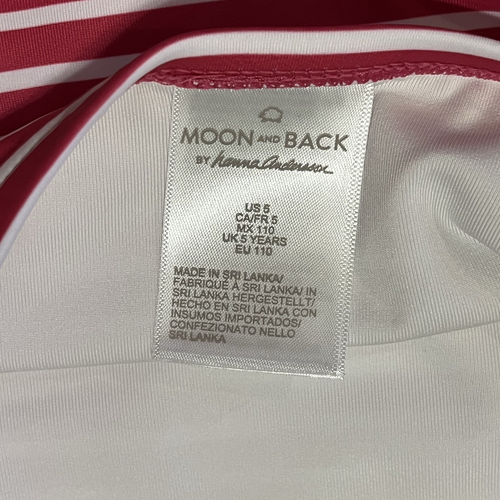 MOON AND BACK
BY hanna andersson
US 5
CA/FR 5
MX 110
UK 5 YEARS
EU 110
MADE IN SRI LANKA/
FABRIQUÉ À SRI LANKA/ IN
SRI LANKA HERGESTELLT/
HECHO EN SRI LANKA CON
INSUMOS IMPORTADOS/
CONFEZIONATO NELLO
SRI LANKA